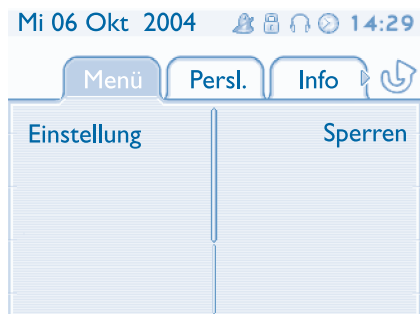 Mi 06 Okt 2004 14:29
Menü Persl. Info
Einstellung Sperren